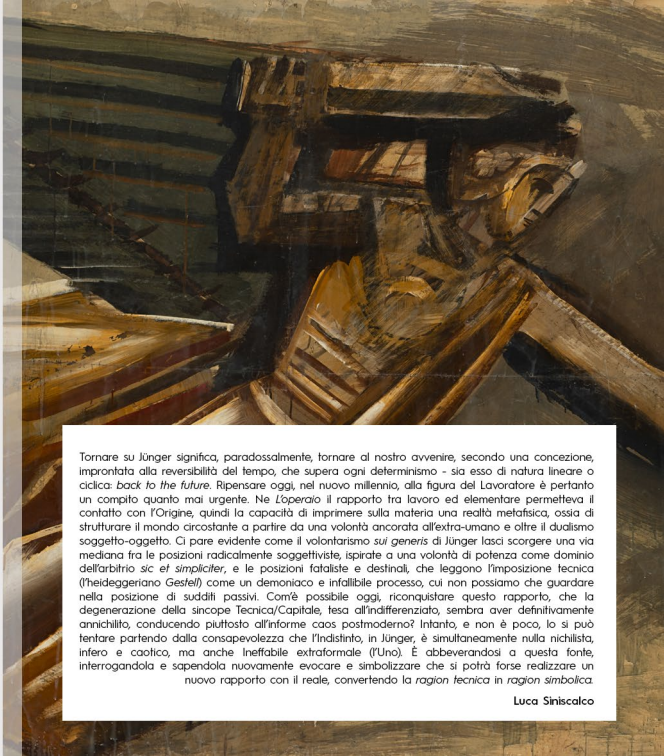 Tornare su Jünger significa, paradossalmente, tornare al nostro avvenire, secondo una concezione,
improntata alla reversibilità del tempo, che supera ogni determinismo - sia esso di natura lineare o
ciclica: back to the future. Ripensare oggi, nel nuovo millennio, alla figura del Lavoratore è pertanto
un compito quanto mai urgente. Ne L'operaio il rapporto tra lavoro ed elementare permetteva il
contatto con l'Origine, quindi la capacità di imprimere sulla materia una realtà metafisica, ossia di
strutturare il mondo circostante a partire da una volontà ancorata all'extra-umano e oltre il dualismo
soggetto-oggetto. Ci pare evidente come il volontarismo sui generis di Jünger lasci scorgere una via
mediana fra le posizioni radicalmente soggettiviste, ispirate a una volontà di potenza come dominio
dell'arbitrio sic et simpliciter, e le posizioni fataliste e destinali, che leggono l'imposizione tecnica
(l'heideggeriano Gestell) come un demoniaco e infallibile processo, cui non possiamo che guardare
nella posizione di sudditi passivi. Com'è possibile oggi, riconquistare questo rapporto, che la
degenerazione della sincope Tecnica/Capitale, tesa all'indifferenziato, sembra aver definitivamente
annichilito, conducendo piuttosto all'informe caos postmoderno? Intanto, e non è poco, lo si può
tentare partendo dalla consapevolezza che l'Indistinto, in Jünger, è simultaneamente nulla nichilista,
infero e caotico, ma anche Ineffabile extraformale (l'Uno). È abbeverandosi a questa fonte,
interrogandola e sapendola nuovamente evocare e simbolizzare che si potrà forse realizzare un
nuovo rapporto con il reale, convertendo la ragion tecnica in ragion simbolica.
Luca Siniscalco